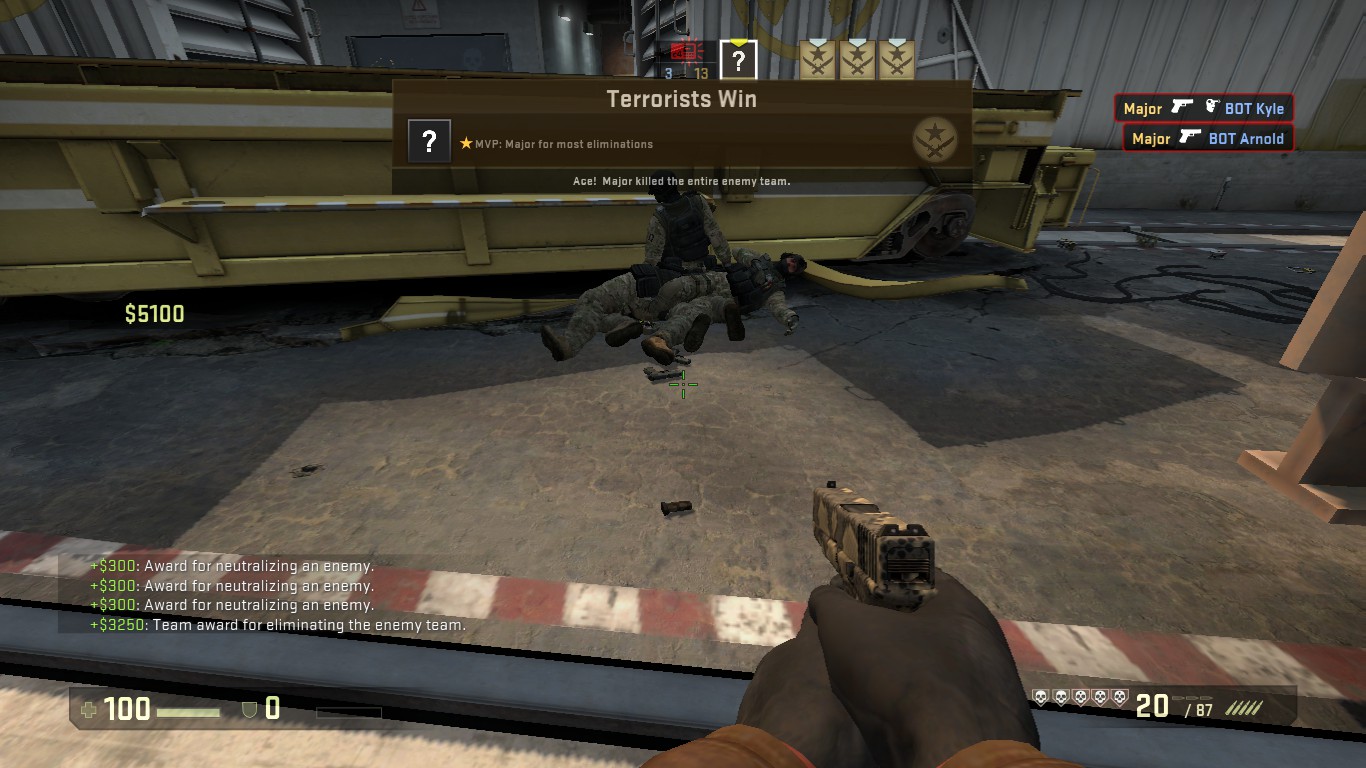 3 13
?
Terrorists Win
?
MVP: Major for most eliminations
Ace! Major killed the entire enemy team.
Major BOT Kyle
Major BOT Arnold
$5100
+$300: Award for neutralizing an enemy.
+$300: Award for neutralizing an enemy.
+$300: Award for neutralizing an enemy.
+$3250: Team award for eliminating the enemy team.
100 0
20 / 87